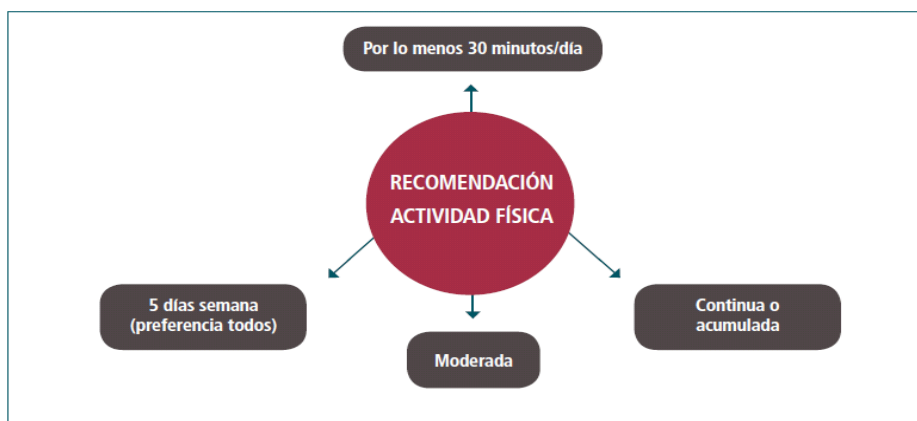 Por lo menos 30 minutos/día
RECOMENDACIÓN
ACTIVIDAD FÍSICA
5 días semana
(preferencia todos)
Moderada
Continua o
acumulada